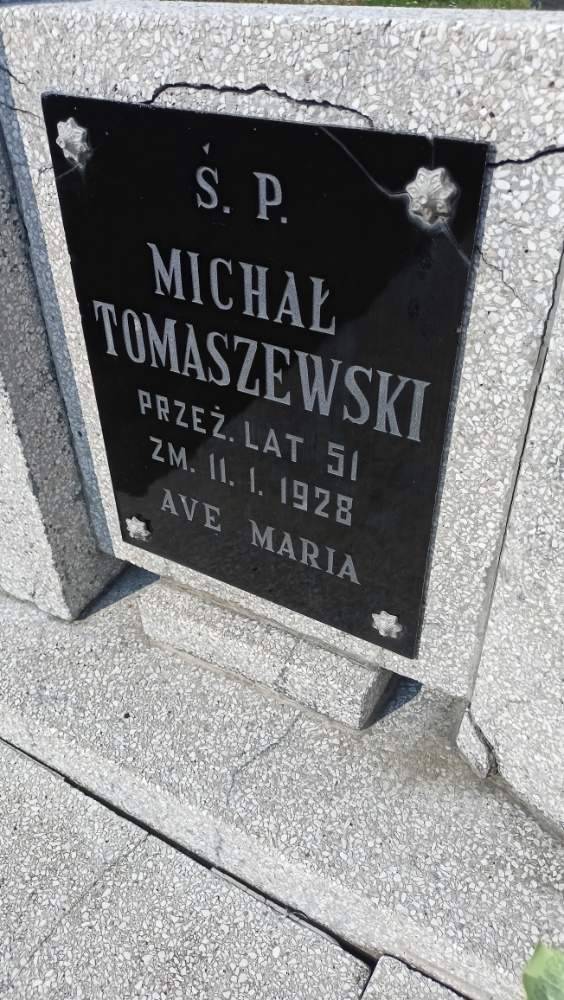 Ś. P.
MICHAŁ
TOMASZEWSKI
PRZEŻ. LAT 51
ZM. 11. 1. 1928
AVE MARIA